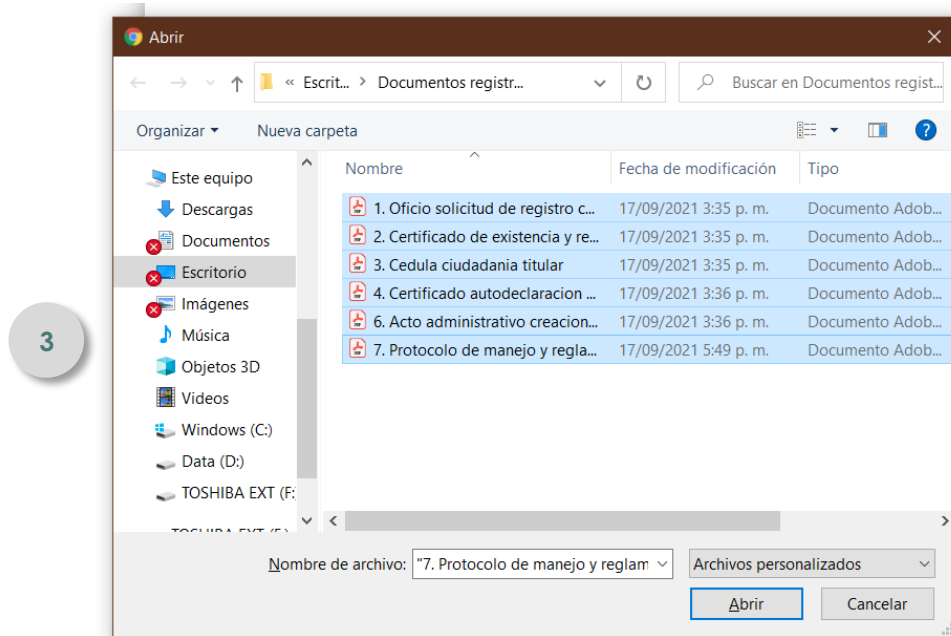 Abrir
« Escrit... > Documentos registr...
Buscar en Documentos regist...
Organizar
Nueva carpeta
?
Nombre
Fecha de modificación
Tipo
Este equipo
Descargas
Documentos
Escritorio
Imágenes
Música
Objetos 3D
Videos
Windows (C:)
Data (D:)
TOSHIBA EXT (F:
1. Oficio solicitud de registro c... 17/09/2021 3:35 p. m. Documento Adob...
2. Certificado de existencia y re... 17/09/2021 3:35 p. m. Documento Adob...
3. Cedula ciudadania titular 17/09/2021 3:35 p. m. Documento Adob...
4. Certificado autodeclaracion ... 17/09/2021 3:36 p. m. Documento Adob...
6. Acto administrativo creacion... 17/09/2021 3:36 p. m. Documento Adob...
7. Protocolo de manejo y regla... 17/09/2021 5:49 p. m. Documento Adob...
3
Nombre de archivo: "7. Protocolo de manejo y reglam
Archivos personalizados
Abrir
Cancelar